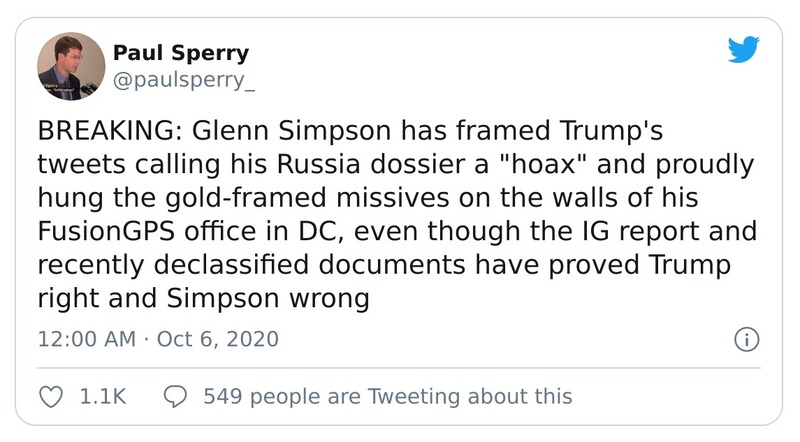 Paul Sperry
@paulsperry_
BREAKING: Glenn Simpson has framed Trump's
tweets calling his Russia dossier a "hoax" and proudly
hung the gold-framed missives on the walls of his
FusionGPS office in DC, even though the IG report and
recently declassified documents have proved Trump
right and Simpson wrong
12:00 AM · Oct 6, 2020
1.1K 549 people are Tweeting about this